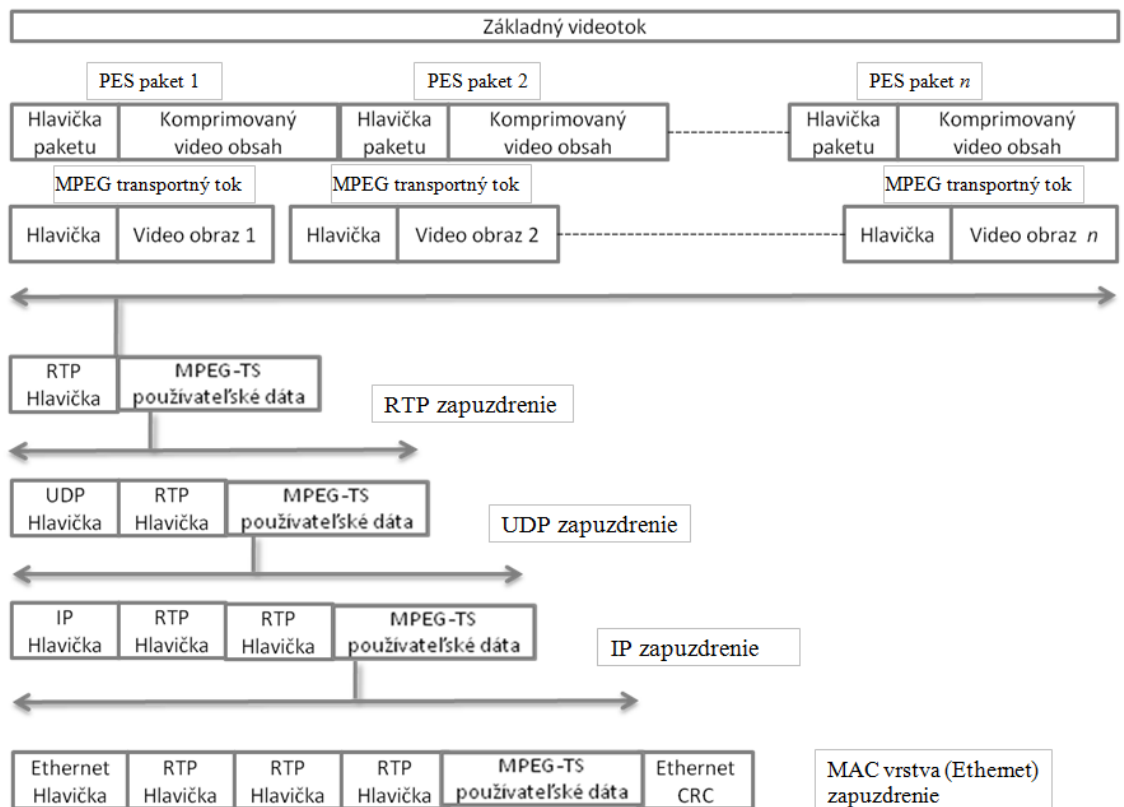 Základný videotok
PES paket 1
PES paket 2
PES paket n
Hlavička
paketu
Komprimovaný
video obsah
Hlavička
paketu
Komprimovaný
video obsah
Hlavička
paketu
Komprimovaný
video obsah
MPEG transportný tok
MPEG transportný tok
MPEG transportný tok
Hlavička
Video obraz 1
Hlavička
Video obraz 2
Hlavička
Video obraz n
RTP
Hlavička
MPEG-TS
používateľské dáta
RTP zapuzdrenie
UDP
Hlavička
RTP
Hlavička
MPEG-TS
používateľské dáta
UDP zapuzdrenie
IP
Hlavička
RTP
Hlavička
RTP
Hlavička
MPEG-TS
používateľské dáta
IP zapuzdrenie
Ethernet
Hlavička
RTP
Hlavička
RTP
Hlavička
RTP
Hlavička
MPEG-TS
používateľské dáta
Ethernet
CRC
MAC vrstva (Ethernet)
zapuzdrenie